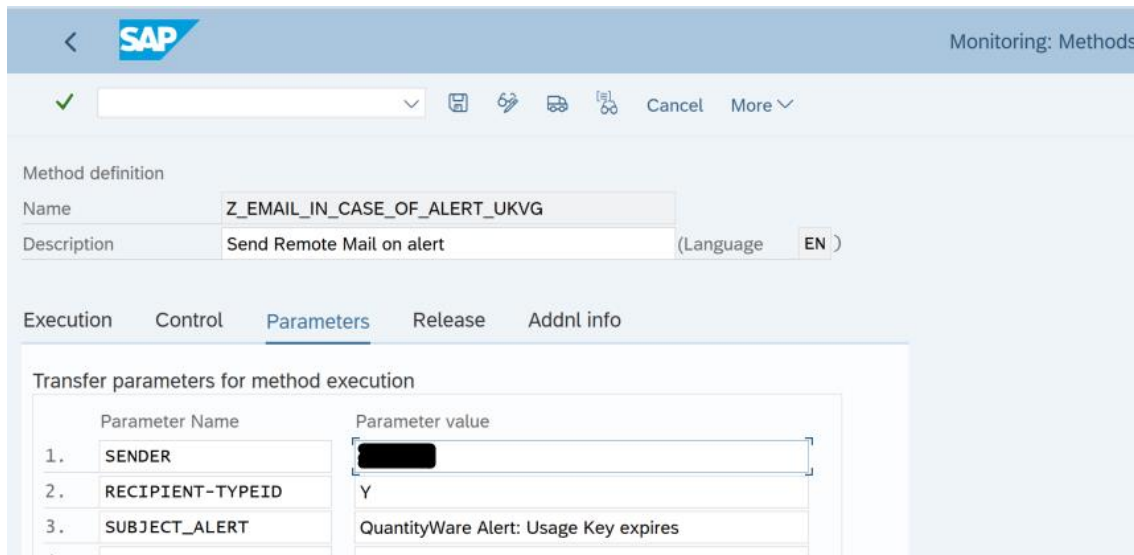 SAP Monitoring: Methods
Cancel More
Method definition
Name Z_EMAIL_IN_CASE_OF_ALERT_UKVG
Description Send Remote Mail on alert (Language EN )
Execution Control Parameters Release Addnl info
Transfer parameters for method execution
Parameter Name Parameter value
1. SENDER
2. RECIPIENT-TYPEID Y
3. SUBJECT_ALERT QuantityWare Alert: Usage Key expires